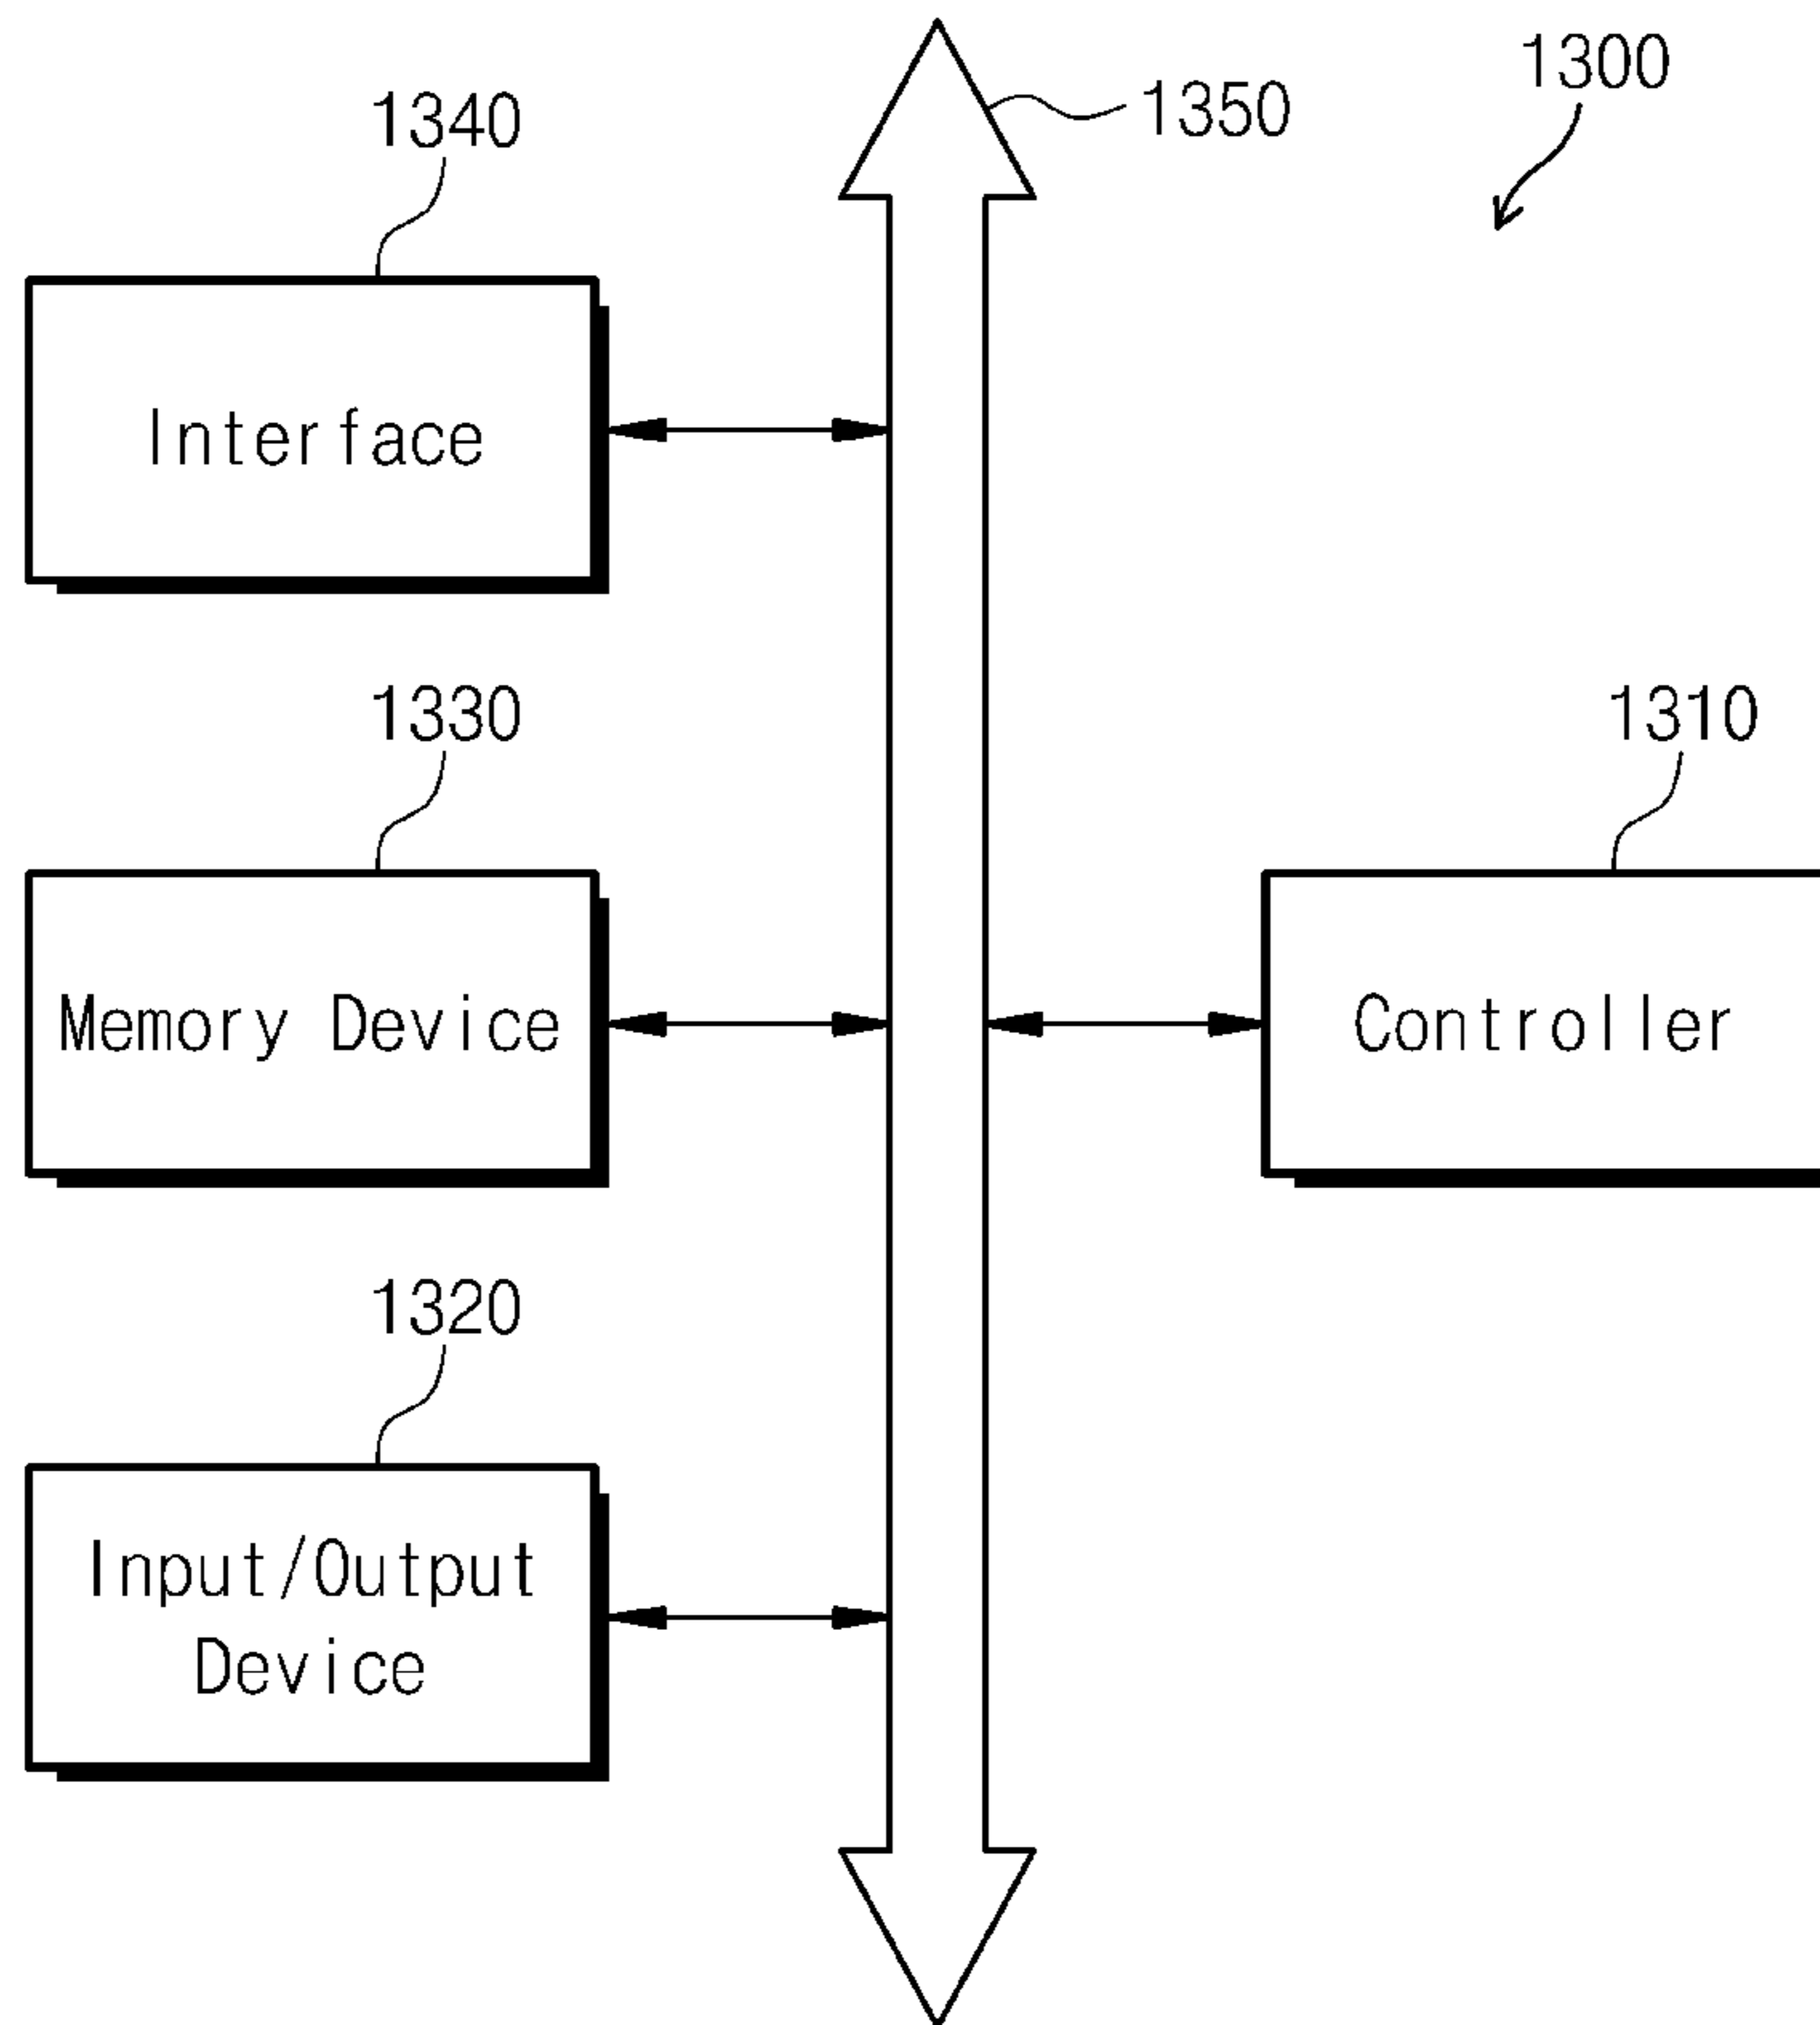 1300
1350
1340
Interface
1330
1310
Memory Device
Controller
1320
Input/Output
Device